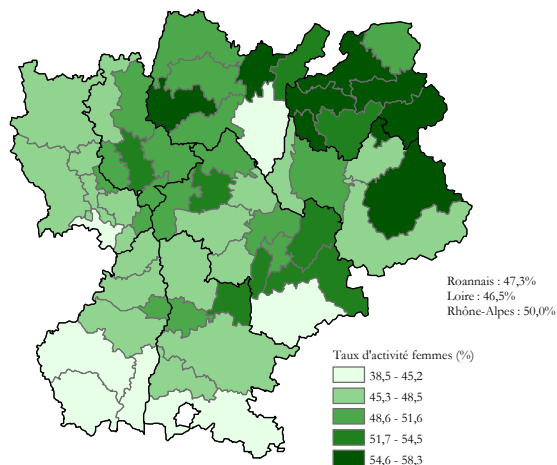 Roannais : 47,3%
Loire : 46,5%
Rhône-Alpes : 50,0%
Taux d'activité femmes (%)
38,5 - 45,2
45,3 - 48,5
48,6 - 51,6
51,7 - 54,5
54,6 - 58,3